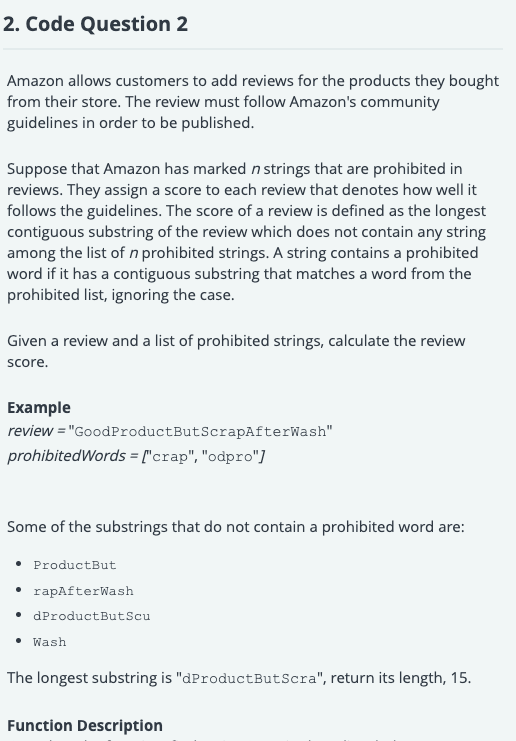 2. Code Question 2
Amazon allows customers to add reviews for the products they bought
from their store. The review must follow Amazon's community
guidelines in order to be published.
Suppose that Amazon has marked n strings that are prohibited in
reviews. They assign a score to each review that denotes how well it
follows the guidelines. The score of a review is defined as the longest
contiguous substring of the review which does not contain any string
among the list of n prohibited strings. A string contains a prohibited
word if it has a contiguous substring that matches a word from the
prohibited list, ignoring the case.
Given a review and a list of prohibited strings, calculate the review
score.
Example
review = "GoodProductButScrapAfterWash"
prohibitedWords = ["crap", "odpro"]
Some of the substrings that do not contain a prohibited word are:
• ProductBut
• rapAfterWash
• dProductButScu
• Wash
The longest substring is "dProductButScra", return its length, 15.
Function Description